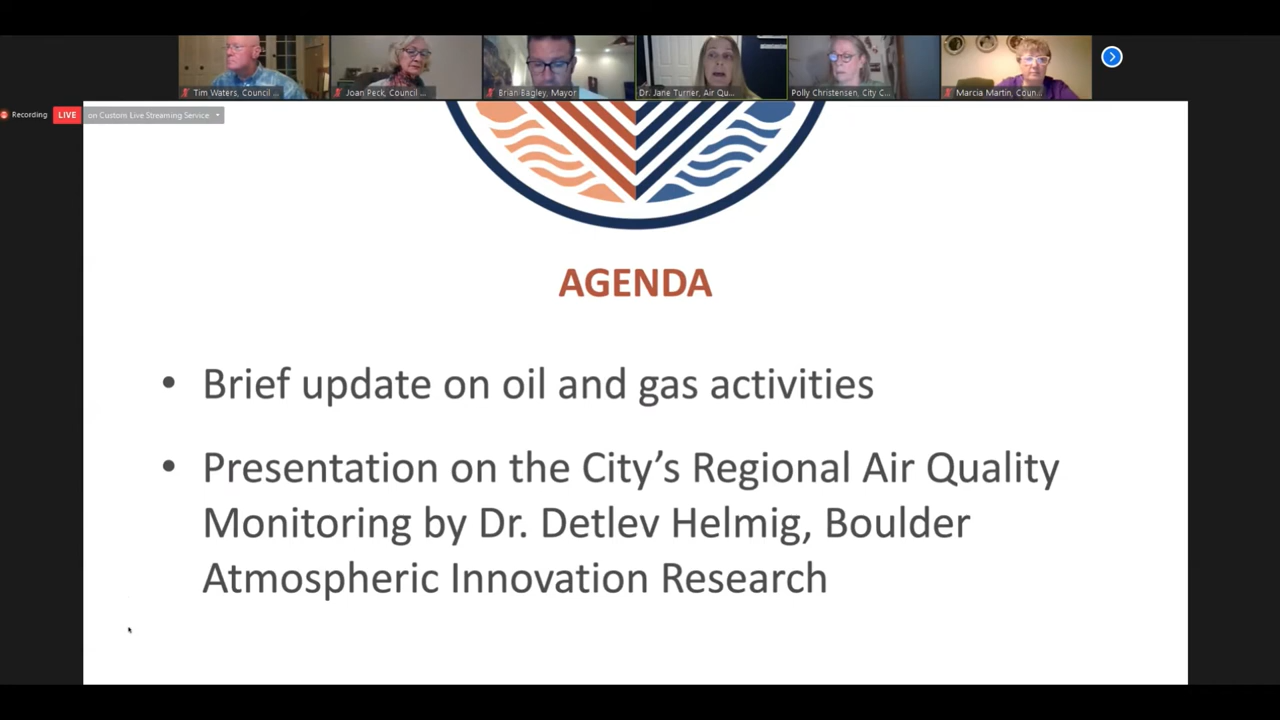 Tim Waters, Council ...
Joan Peck, Council ...
Brian Bagley, Mayor
Dr. Jane Turner, Air Qu...
Polly Christensen, City C...
Marcia Martin, Coun...
Recording
LIVE
on Custom Live Streaming Service
AGENDA
• Brief update on oil and gas activities
• Presentation on the City’s Regional Air Quality
Monitoring by Dr. Detlev Helmig, Boulder
Atmospheric Innovation Research